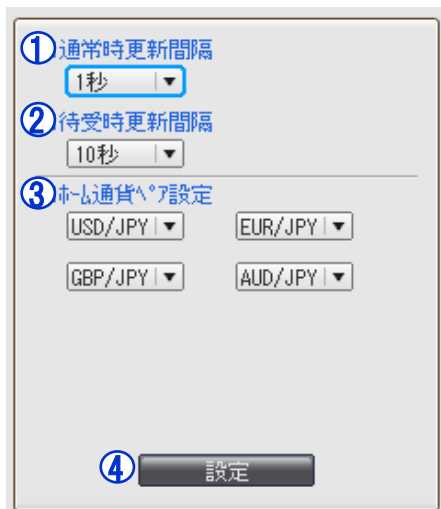 ①通常時更新間隔
1秒 ▼
②待受時更新間隔
10秒 ▼
③ﾎｰﾑ通貨ﾍﾟｱ設定
USD/JPY ▼ EUR/JPY ▼
GBP/JPY ▼ AUD/JPY ▼
④ 設定